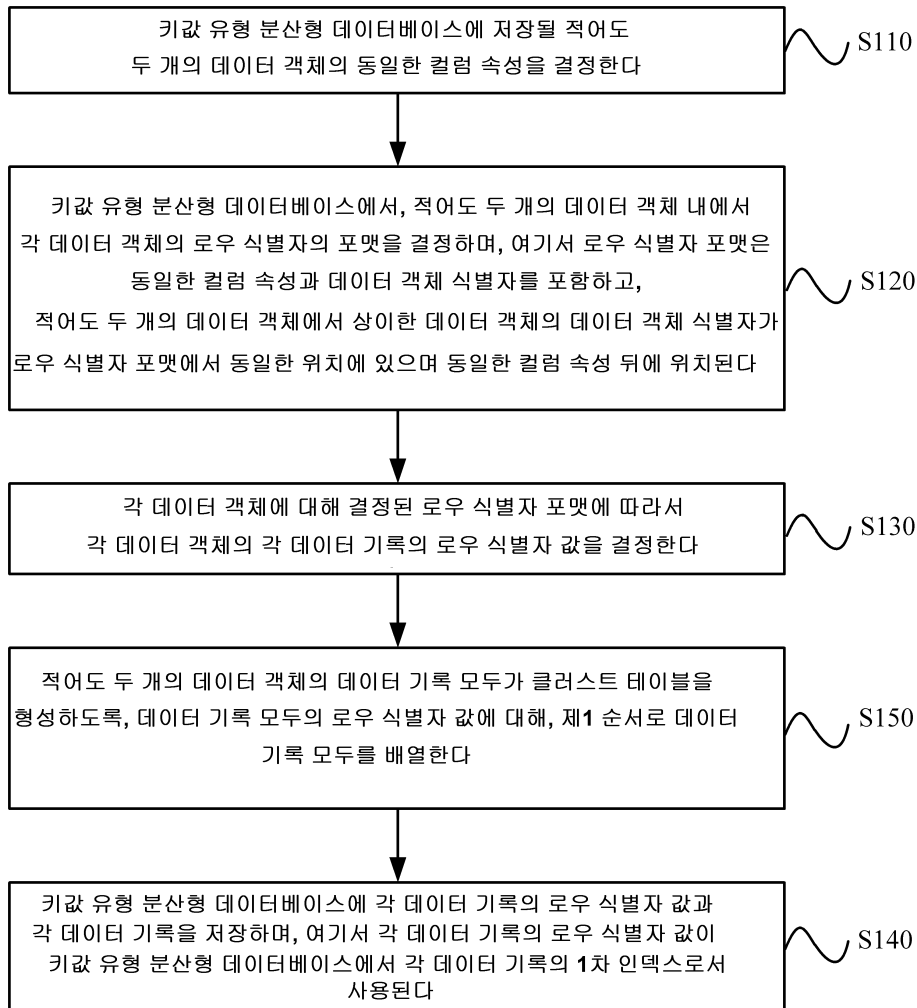 키값 유형 분산형 데이터베이스에 저장될 적어도
두 개의 데이터 객체의 동일한 컬럼 속성을 결정한다
S110
키값 유형 분산형 데이터베이스에서, 적어도 두 개의 데이터 객체 내에서
각 데이터 객체의 로우 식별자의 포맷을 결정하며, 여기서 로우 식별자 포맷은
동일한 컬럼 속성과 데이터 객체 식별자를 포함하고,
적어도 두 개의 데이터 객체에서 상이한 데이터 객체의 데이터 객체 식별자가
로우 식별자 포맷에서 동일한 위치에 있으며 동일한 컬럼 속성 뒤에 위치된다
S120
각 데이터 객체에 대해 결정된 로우 식별자 포맷에 따라서
각 데이터 객체의 각 데이터 기록의 로우 식별자 값을 결정한다
S130
적어도 두 개의 데이터 객체의 데이터 기록 모두가 클러스트 테이블을
형성하도록, 데이터 기록 모두의 로우 식별자 값에 대해, 제1 순서로 데이터
기록 모두를 배열한다
S150
키값 유형 분산형 데이터베이스에 각 데이터 기록의 로우 식별자 값과
각 데이터 기록을 저장하며, 여기서 각 데이터 기록의 로우 식별자 값이
키값 유형 분산형 데이터베이스에서 각 데이터 기록의 1차 인덱스로서
사용된다
S140